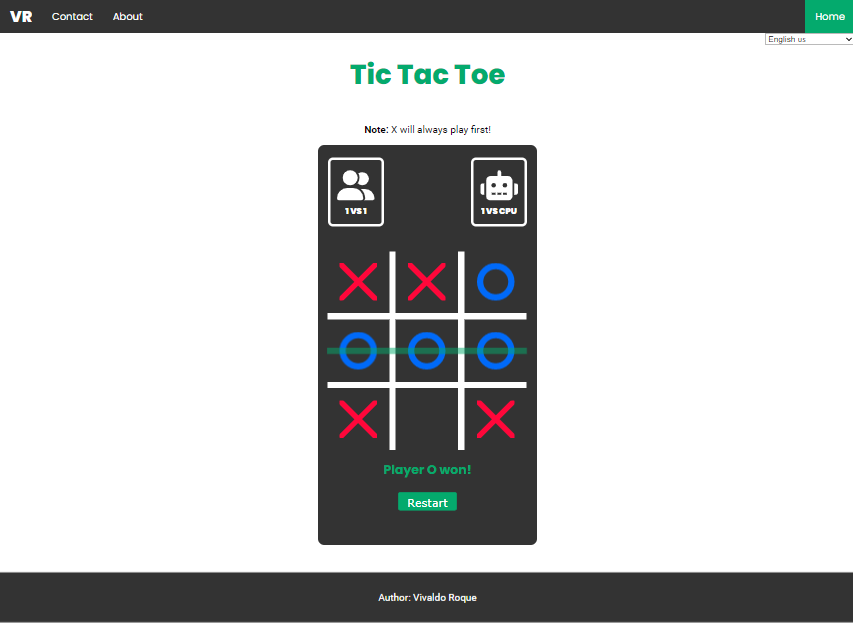 VR Contact About Home
English us
Tic Tac Toe
Note: X will always play first!
1 VS 1 1 VS CPU
Player O won!
Restart
Author: Vivaldo Roque